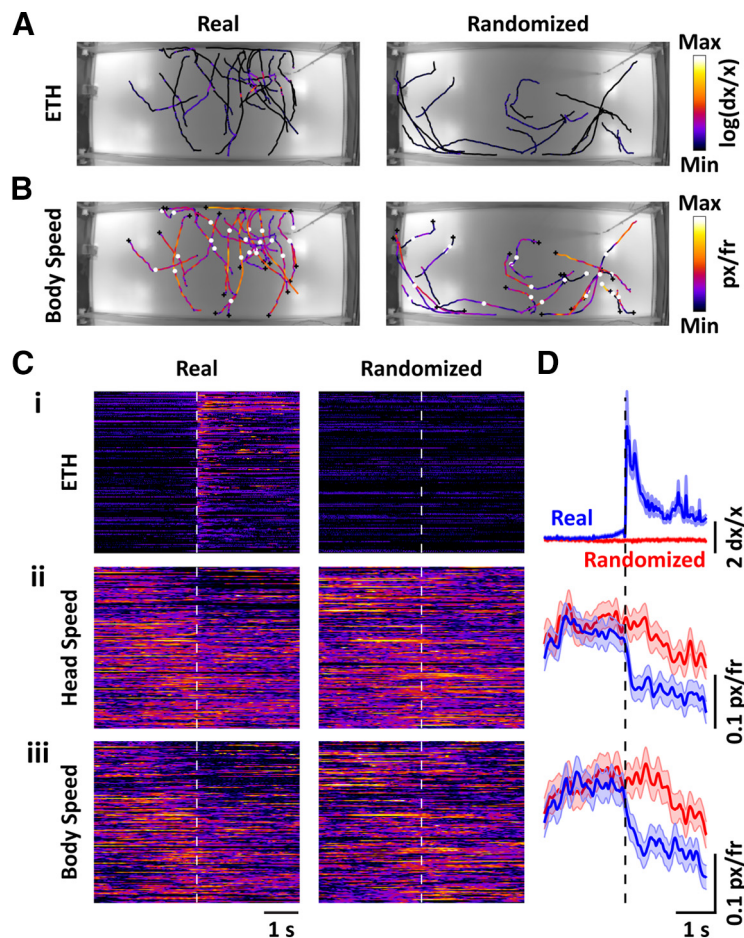 A
Real
Randomized
ETH
Max
Min
log(dx/x)
B
Body Speed
Max
Min
px/fr
C
Real
Randomized
D
i
ETH
Real
Randomized
2 dx/x
ii
Head Speed
0.1 px/fr
iii
Body Speed
0.1 px/fr
1 s
1 s